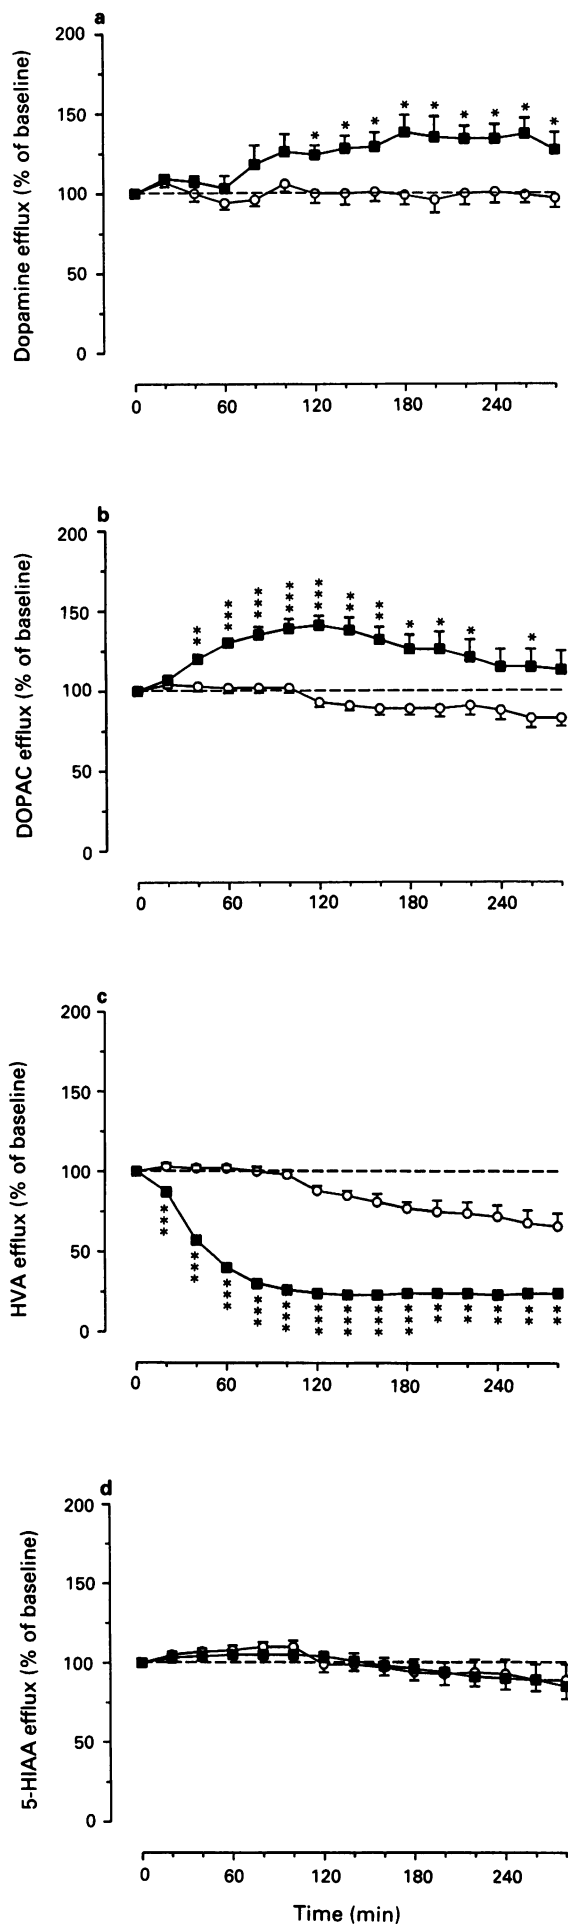 a
Dopamine efflux (% of baseline)
200
150
100
50
0
* * * * * * * * *
0 60 120 180 240
b
DOPAC efflux (% of baseline)
200
150
100
50
0
** *** *** *** *** ** ** * * * *
0 60 120 180 240
c
HVA efflux (% of baseline)
200
150
100
50
0
*** *** *** *** *** *** *** *** *** ** ** ** ** **
0 60 120 180 240
d
5-HIAA efflux (% of baseline)
200
150
100
50
0
0 60 120 180 240
Time (min)